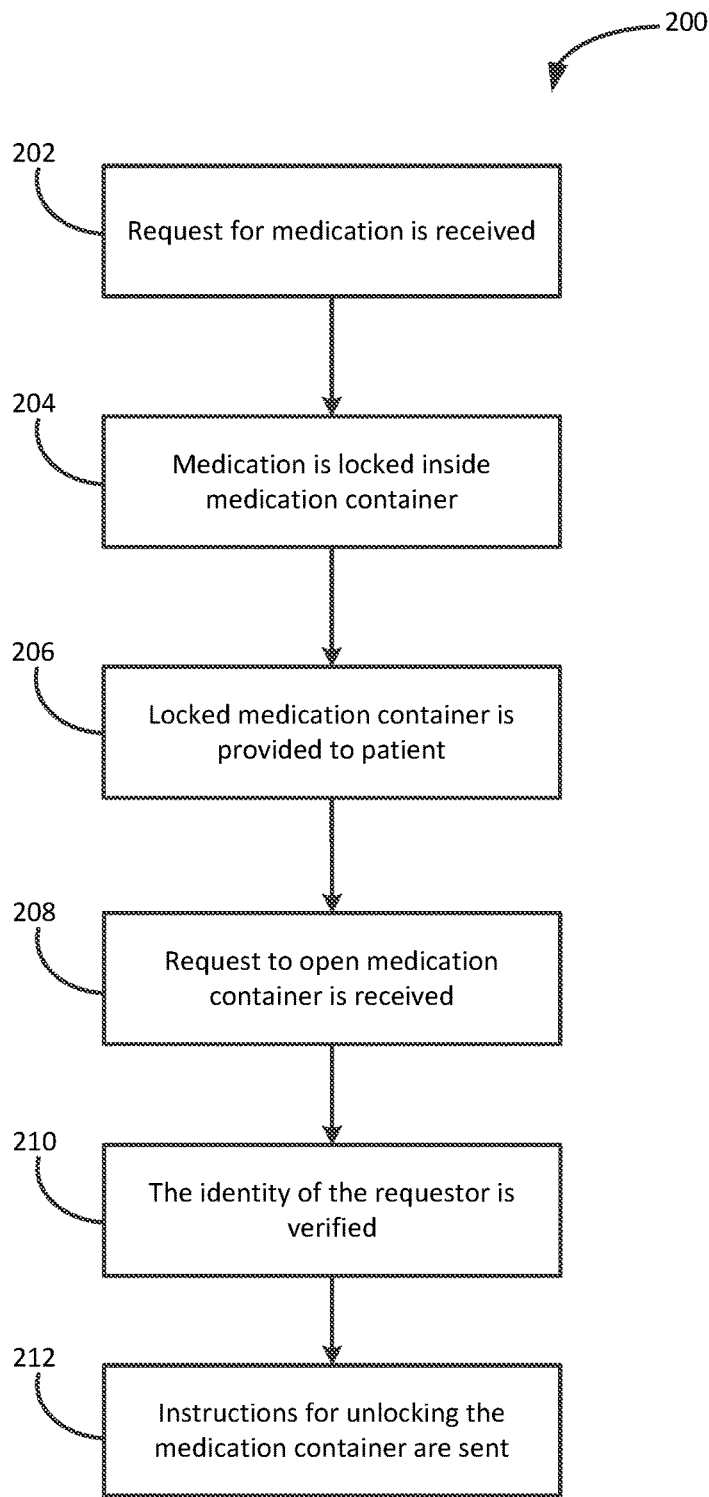 200
202
Request for medication is received
204
Medication is locked inside
medication container
206
Locked medication container is
provided to patient
208
Request to open medication
container is received
210
The identity of the requestor is
verified
212
Instructions for unlocking the
medication container are sent